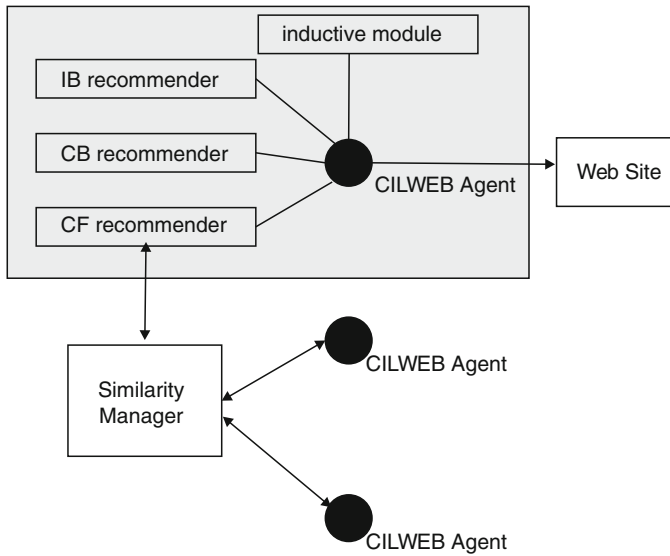 inductive module
IB recommender
CB recommender
CILWEB Agent
Web Site
CF recommender
CILWEB Agent
Similarity
Manager
CILWEB Agent